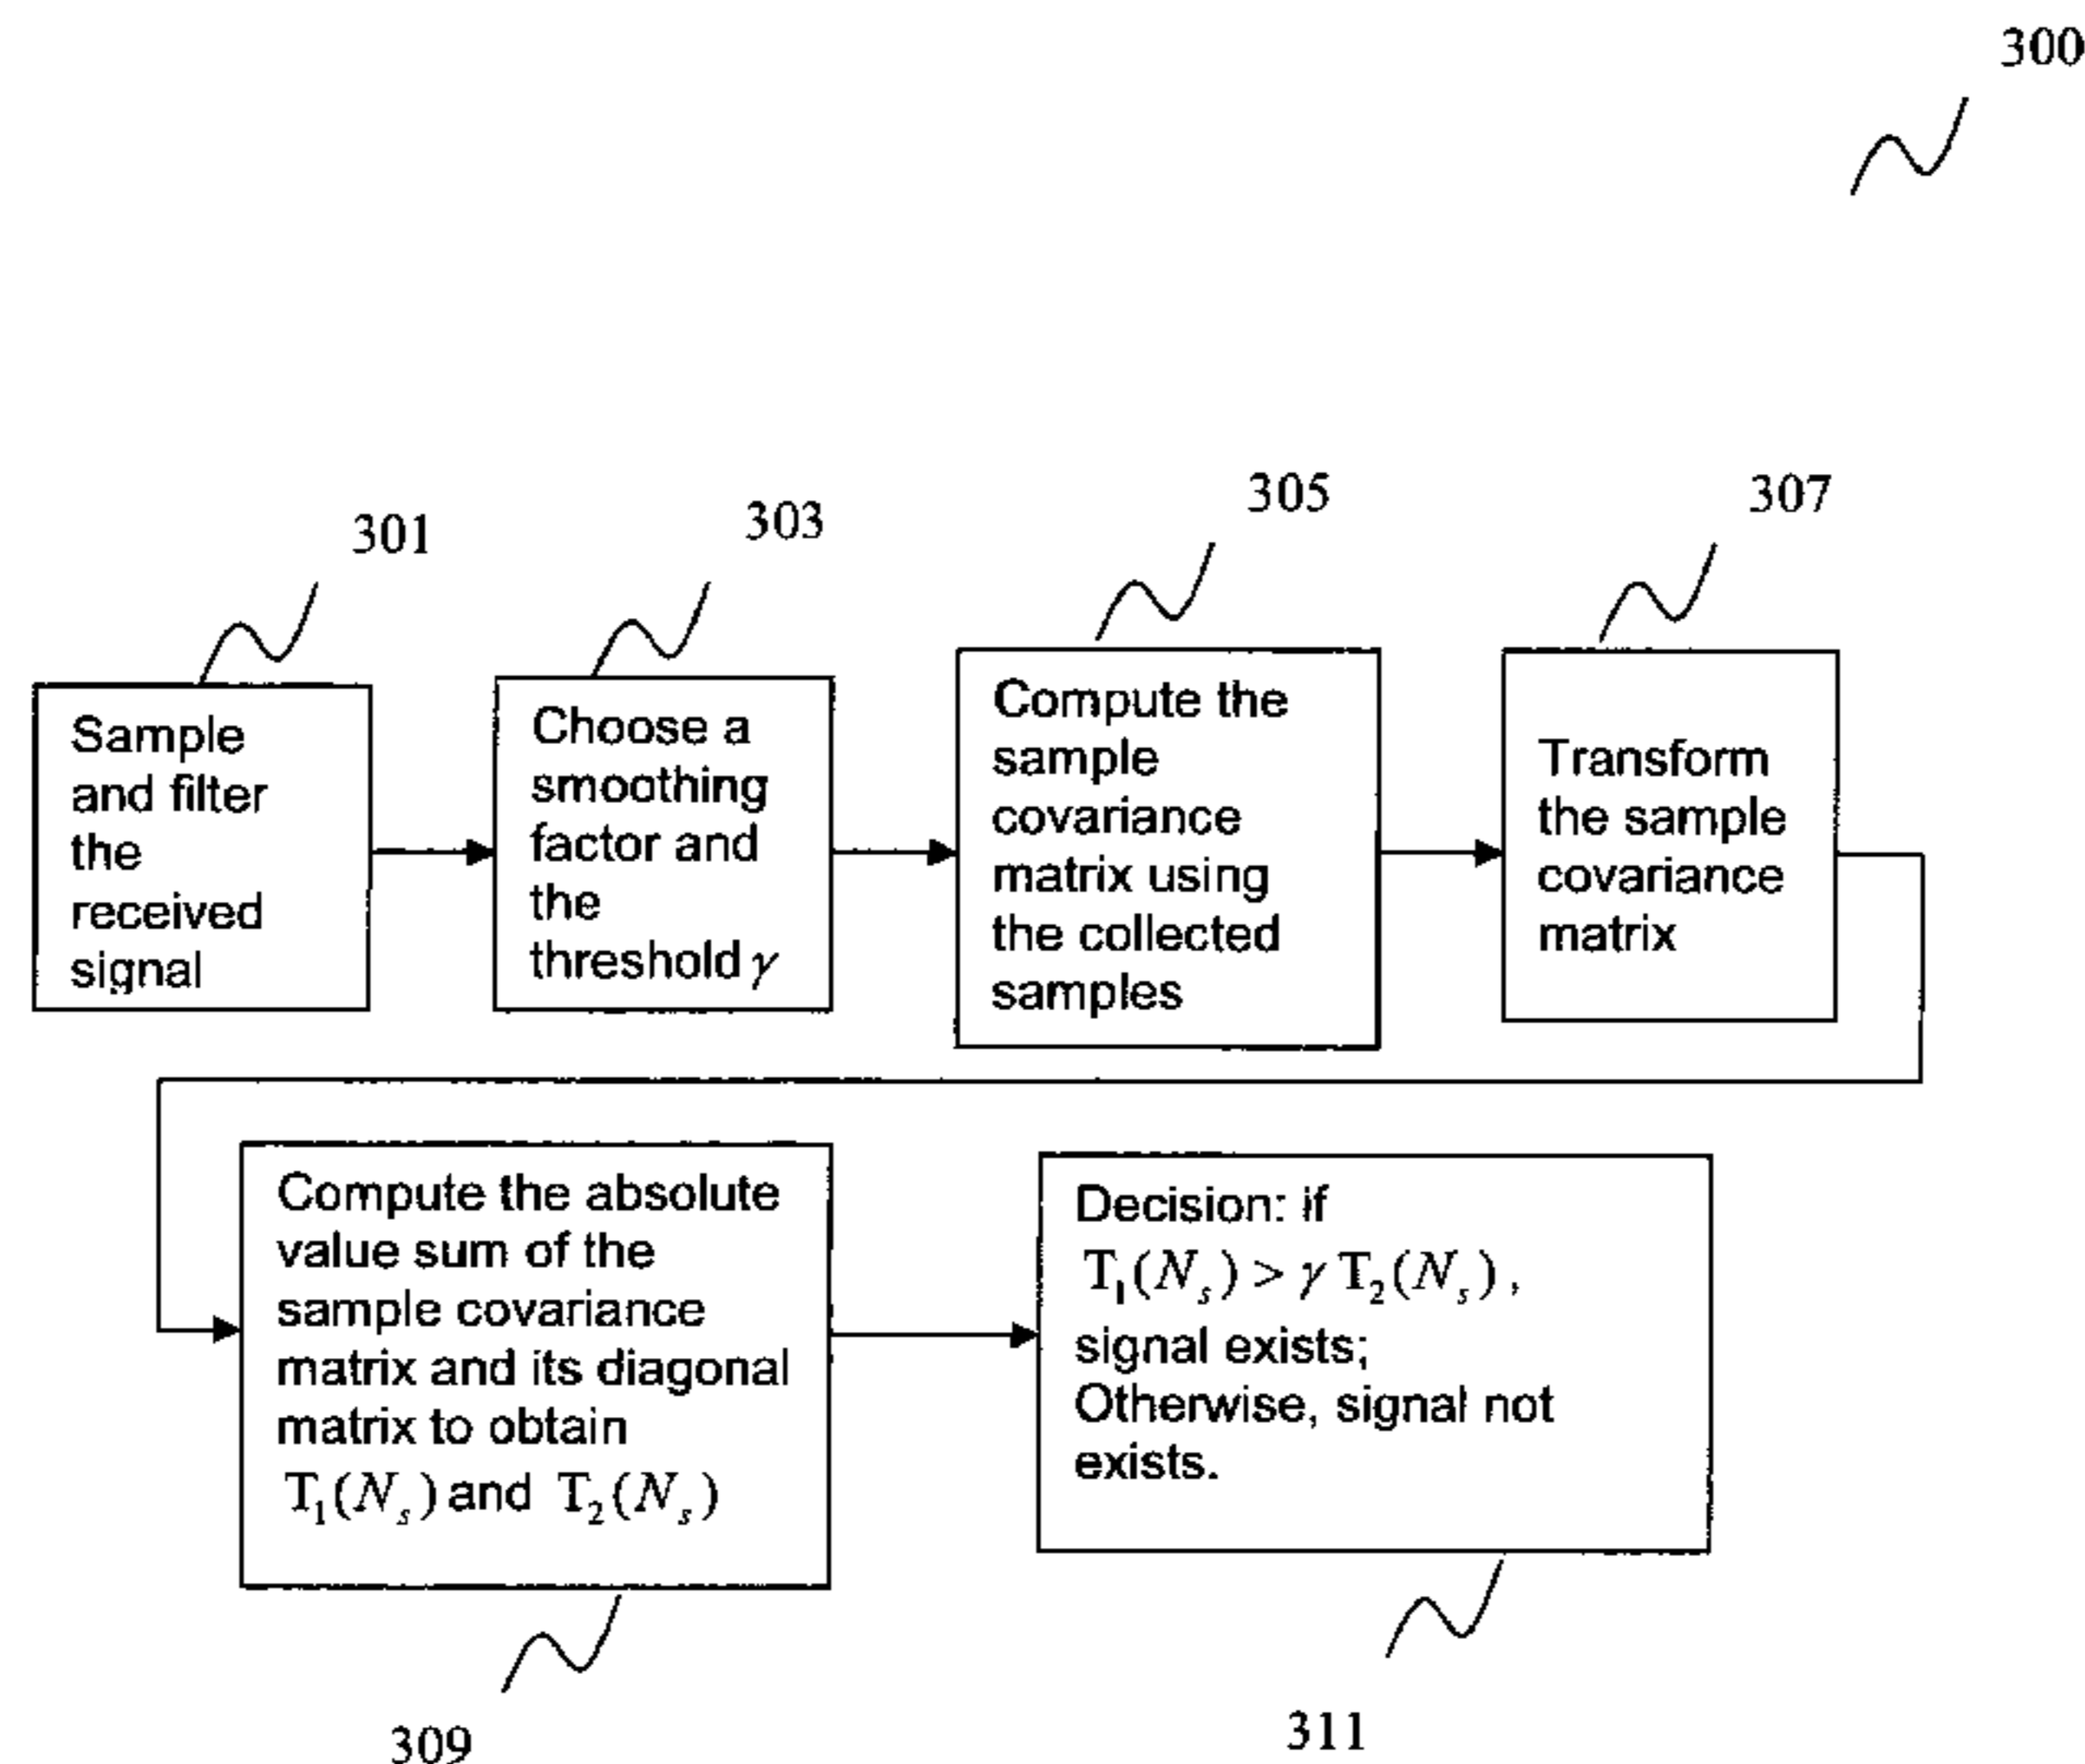 300
301
303
305
307
Sample
and filter
the
received
signal
Choose a
smoothing
factor and
the
threshold γ
Compute the
sample
covariance
matrix using
the collected
samples
Transform
the sample
covariance
matrix
Compute the absolute
value sum of the
sample covariance
matrix and its diagonal
matrix to obtain
T₁(Nₛ) and T₂(Nₛ)
Decision: if
T₁(Nₛ) > γ T₂(Nₛ),
signal exists;
Otherwise, signal not
exists.
309
311